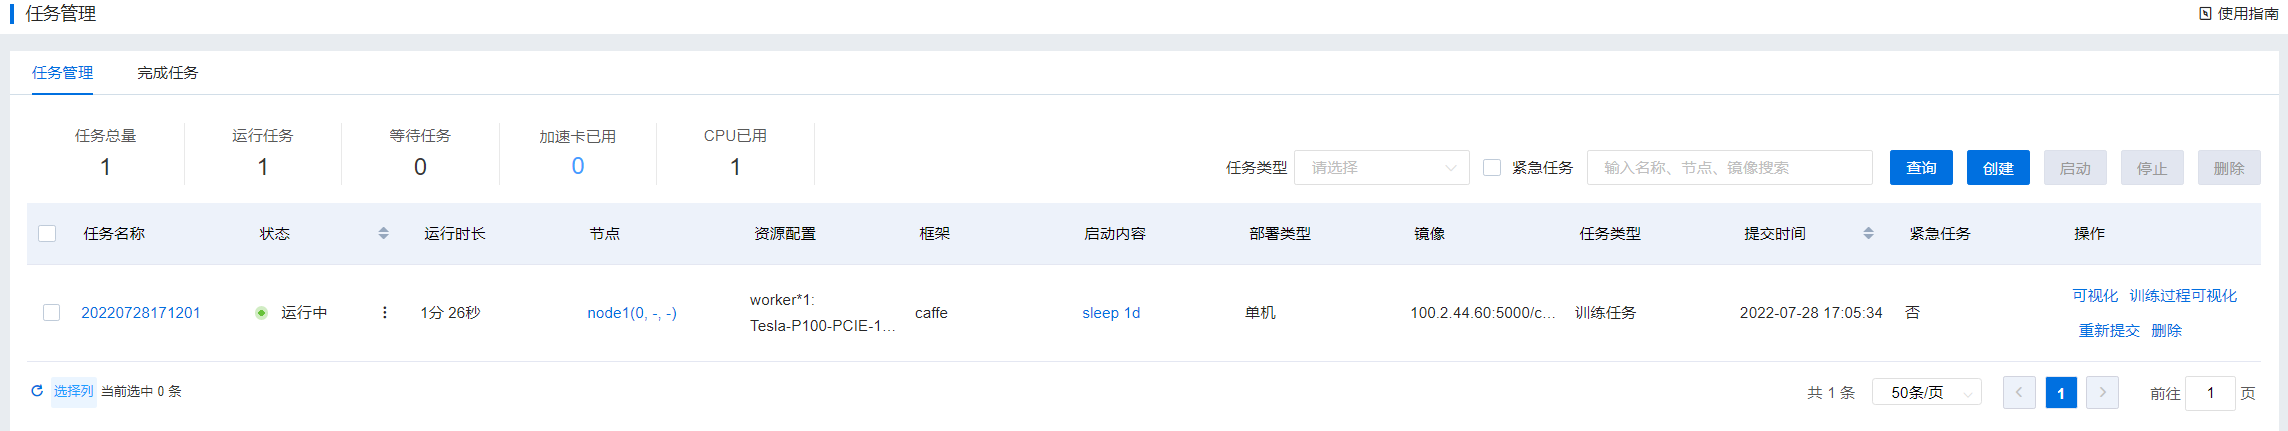 任务管理
使用指南
任务管理 完成任务
任务总量 运行任务 等待任务 加速卡已用 CPU已用
1 1 0 0 1
任务类型 请选择 紧急任务 输入名称、节点、镜像搜索 查询 创建 启动 停止 删除
任务名称 状态 运行时长 节点 资源配置 框架 启动内容 部署类型 镜像 任务类型 提交时间 紧急任务 操作
20220728171201 运行中 1分 26秒 node1(0, -, -) worker*1: Tesla-P100-PCIE-1... caffe sleep 1d 单机 100.2.44.60:5000/c... 训练任务 2022-07-28 17:05:34 否 可视化 训练过程可视化
重新提交 删除
选择列 当前选中 0 条 共 1 条 50条/页 1 前往 1 页